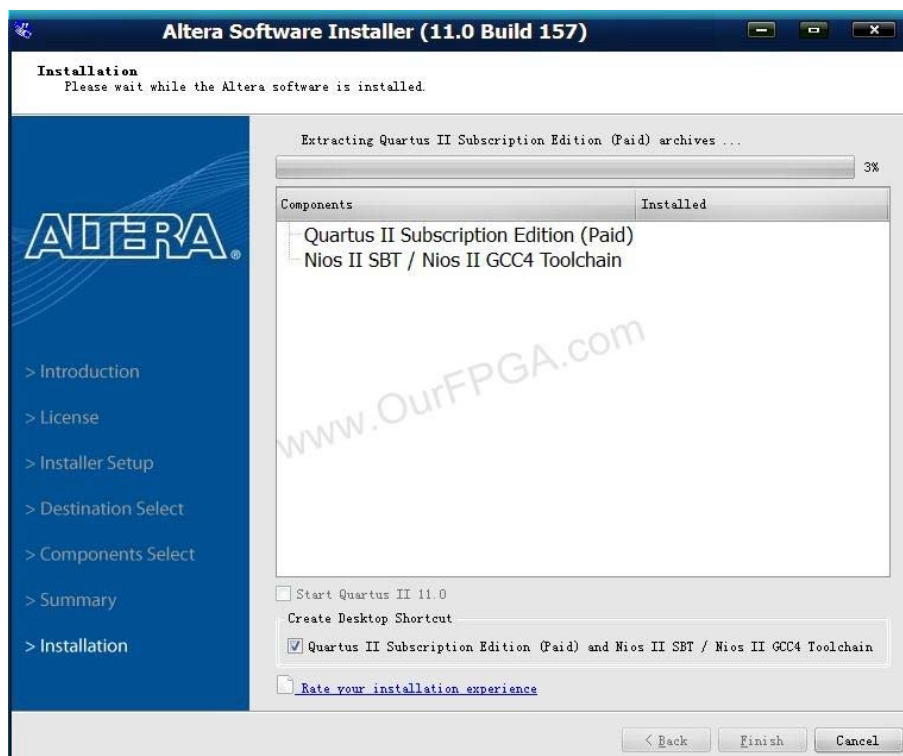 Altera Software Installer (11.0 Build 157)
Installation
Please wait while the Altera software is installed.
Extracting Quartus II Subscription Edition (Paid) archives ...
3%
ALTERA®
> Introduction
> License
> Installer Setup
> Destination Select
> Components Select
> Summary
> Installation
Components Installed
Quartus II Subscription Edition (Paid)
Nios II SBT / Nios II GCC4 Toolchain
www.OurFPGA.com
Start Quartus II 11.0
Create Desktop Shortcut
Quartus II Subscription Edition (Paid) and Nios II SBT / Nios II GCC4 Toolchain
Rate your installation experience
< Back Finish Cancel